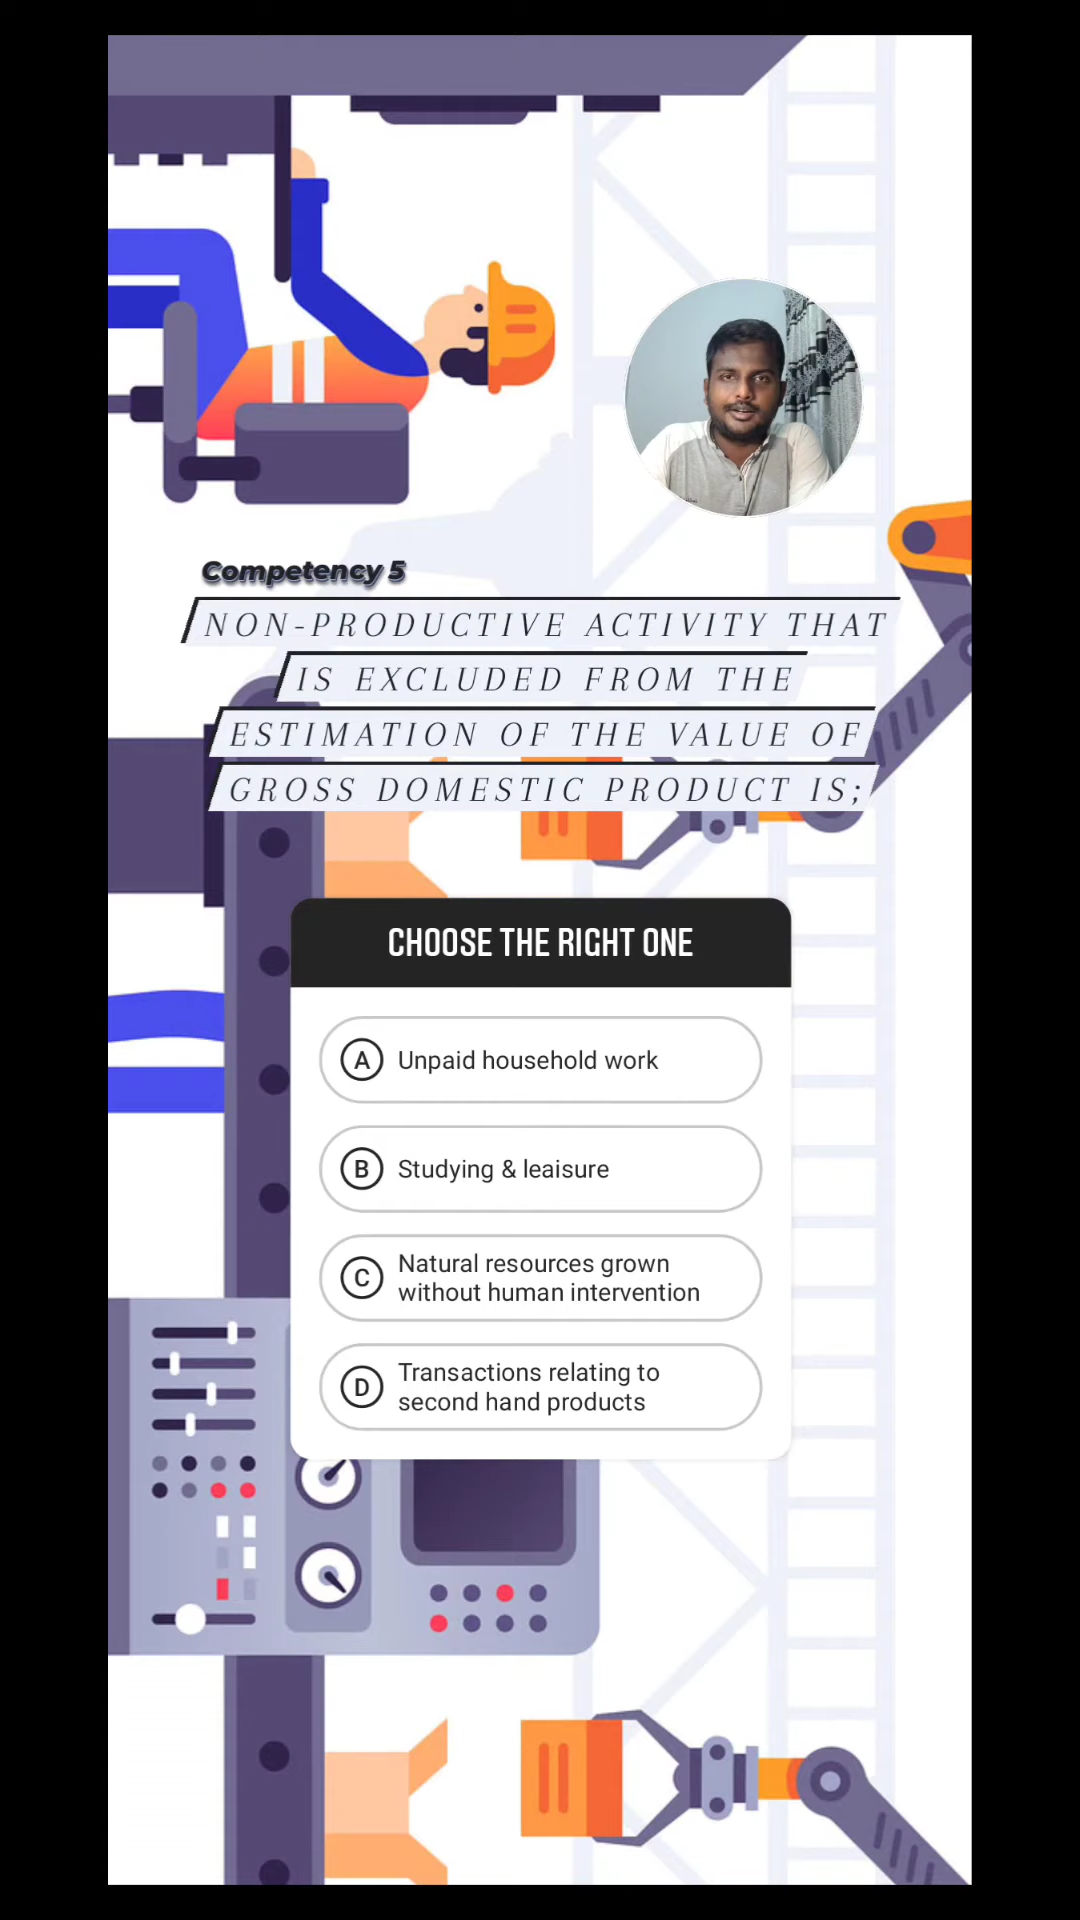 Competency 5
NON-PRODUCTIVE ACTIVITY THAT
IS EXCLUDED FROM THE
ESTIMATION OF THE VALUE OF
GROSS DOMESTIC PRODUCT IS;
CHOOSE THE RIGHT ONE
A Unpaid household work
B Studying & leaisure
C Natural resources grown
without human intervention
D Transactions relating to
second hand products